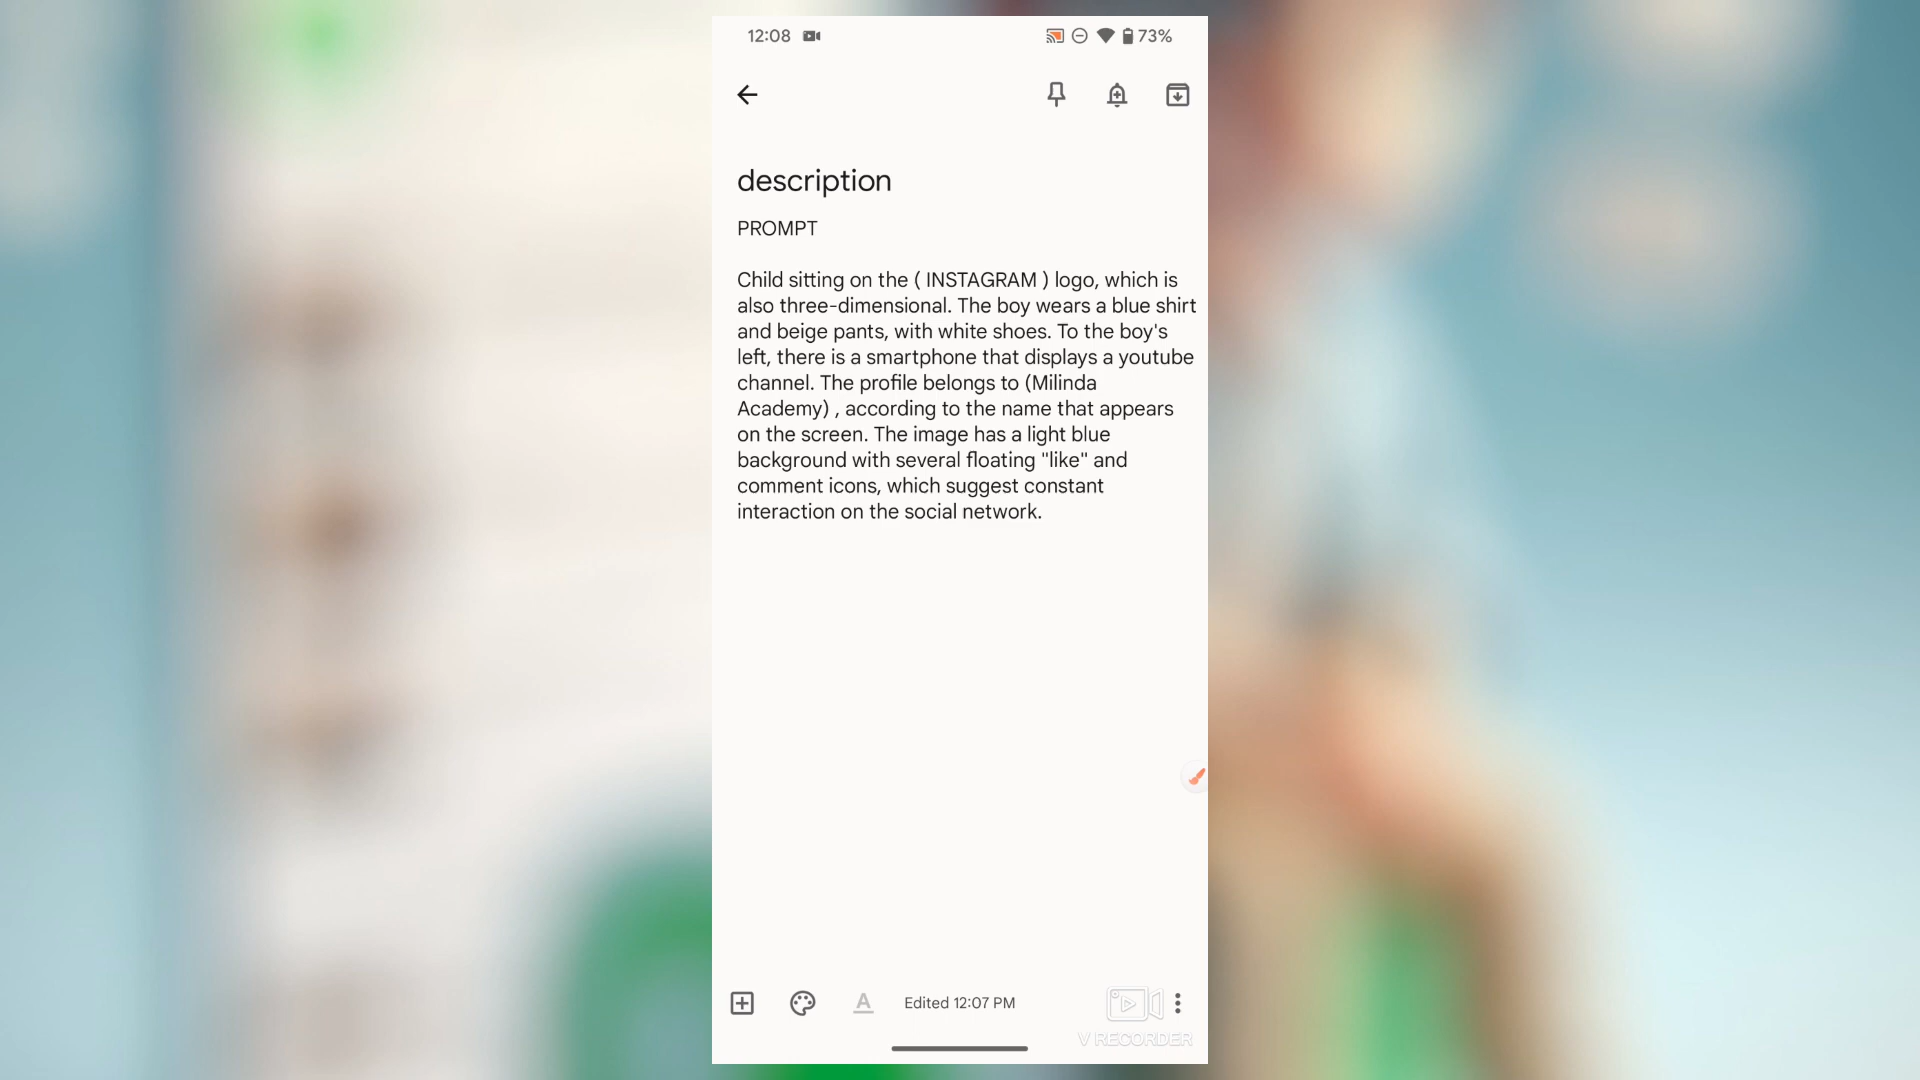 12:08
73%
description
PROMPT
Child sitting on the ( INSTAGRAM ) logo, which is
also three-dimensional. The boy wears a blue shirt
and beige pants, with white shoes. To the boy's
left, there is a smartphone that displays a youtube
channel. The profile belongs to (Milinda
Academy) , according to the name that appears
on the screen. The image has a light blue
background with several floating "like" and
comment icons, which suggest constant
interaction on the social network.
A
Edited 12:07 PM
V RECORDER